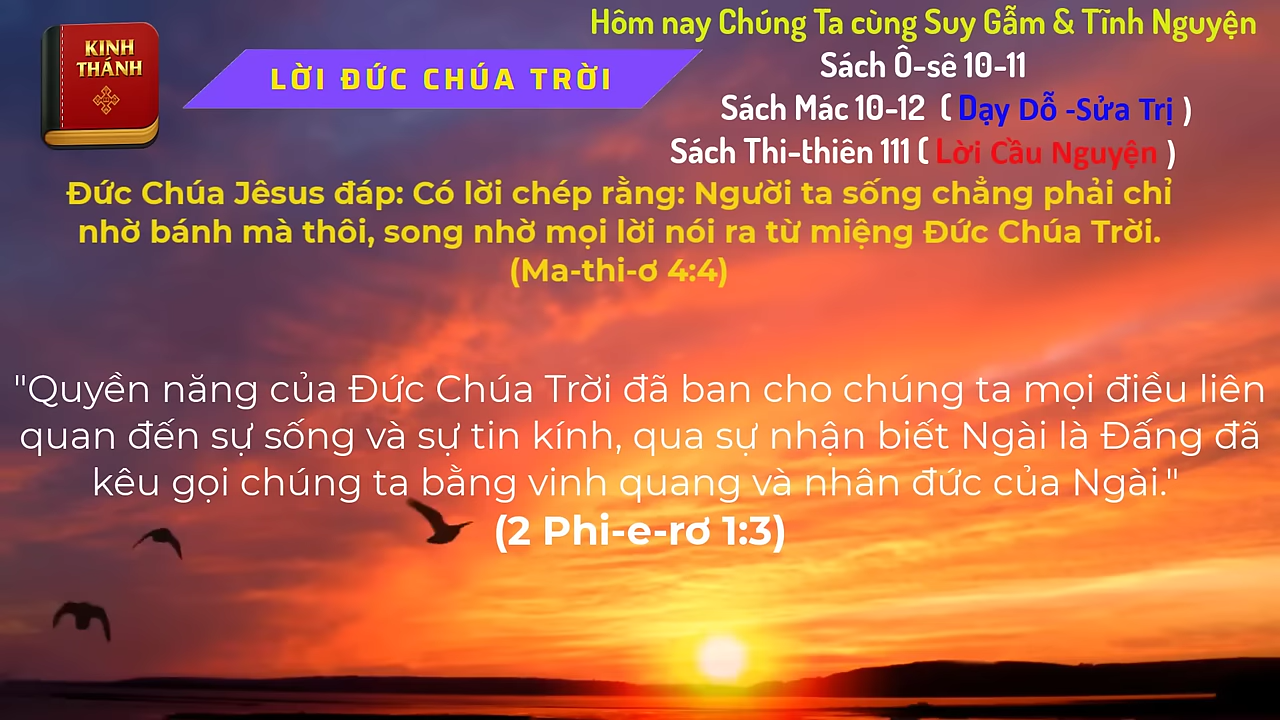 KINH
THÁNH
LỜI ĐỨC CHÚA TRỜI
Hôm nay Chúng Ta cùng Suy Gẫm & Tĩnh Nguyện
Sách Ô-sê 10-11
Sách Mác 10-12 ( Dạy Dỗ -Sửa Trị )
Sách Thi-thiên 111 ( Lời Cầu Nguyện )
Đức Chúa Jêsus đáp: Có lời chép rằng: Người ta sống chẳng phải chỉ
nhờ bánh mà thôi, song nhờ mọi lời nói ra từ miệng Đức Chúa Trời.
(Ma-thi-ơ 4:4)
"Quyền năng của Đức Chúa Trời đã ban cho chúng ta mọi điều liên
quan đến sự sống và sự tin kính, qua sự nhận biết Ngài là Đấng đã
kêu gọi chúng ta bằng vinh quang và nhân đức của Ngài."
(2 Phi-e-rơ 1:3)